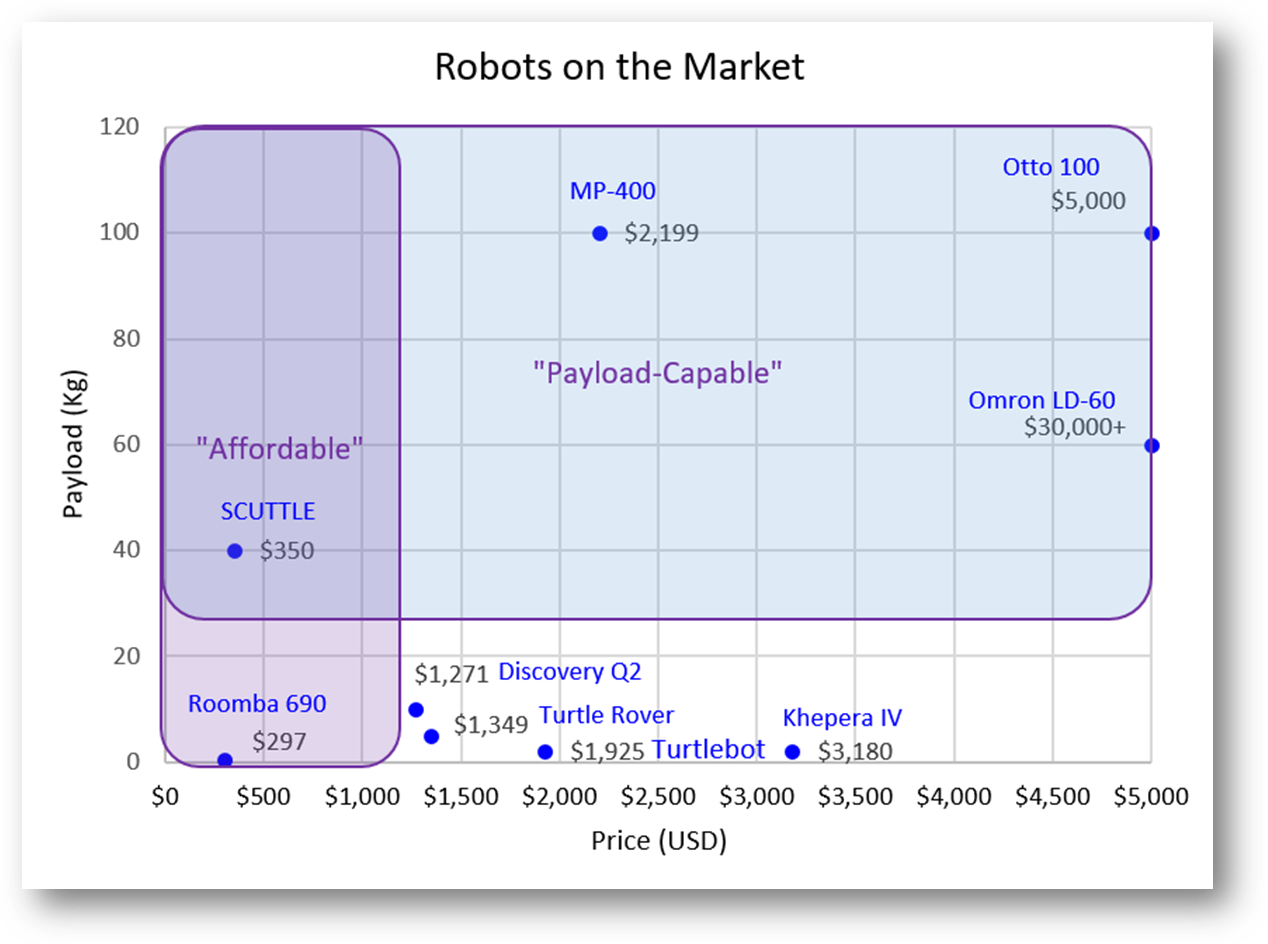 Robots on the Market
120
100
80
60
40
20
0
Payload (Kg)
MP-400
$2,199
Otto 100
$5,000
"Payload-Capable"
Omron LD-60
$30,000+
"Affordable"
SCUTTLE
$350
$1,271 Discovery Q2
Roomba 690
$297
$1,349 Turtle Rover
$1,925 Turtlebot
Khepera IV
$3,180
$0 $500 $1,000 $1,500 $2,000 $2,500 $3,000 $3,500 $4,000 $4,500 $5,000
Price (USD)